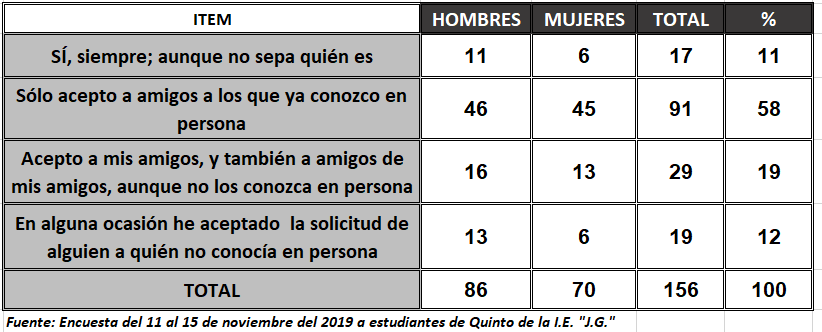 ITEM HOMBRES MUJERES TOTAL %
SÍ, siempre; aunque no sepa quién es 11 6 17 11
Sólo acepto a amigos a los que ya conozco en
persona 46 45 91 58
Acepto a mis amigos, y también a amigos de
mis amigos, aunque no los conozca en persona 16 13 29 19
En alguna ocasión he aceptado la solicitud de
alguien a quién no conocía en persona 13 6 19 12
TOTAL 86 70 156 100
Fuente: Encuesta del 11 al 15 de noviembre del 2019 a estudiantes de Quinto de la I.E. "J.G."